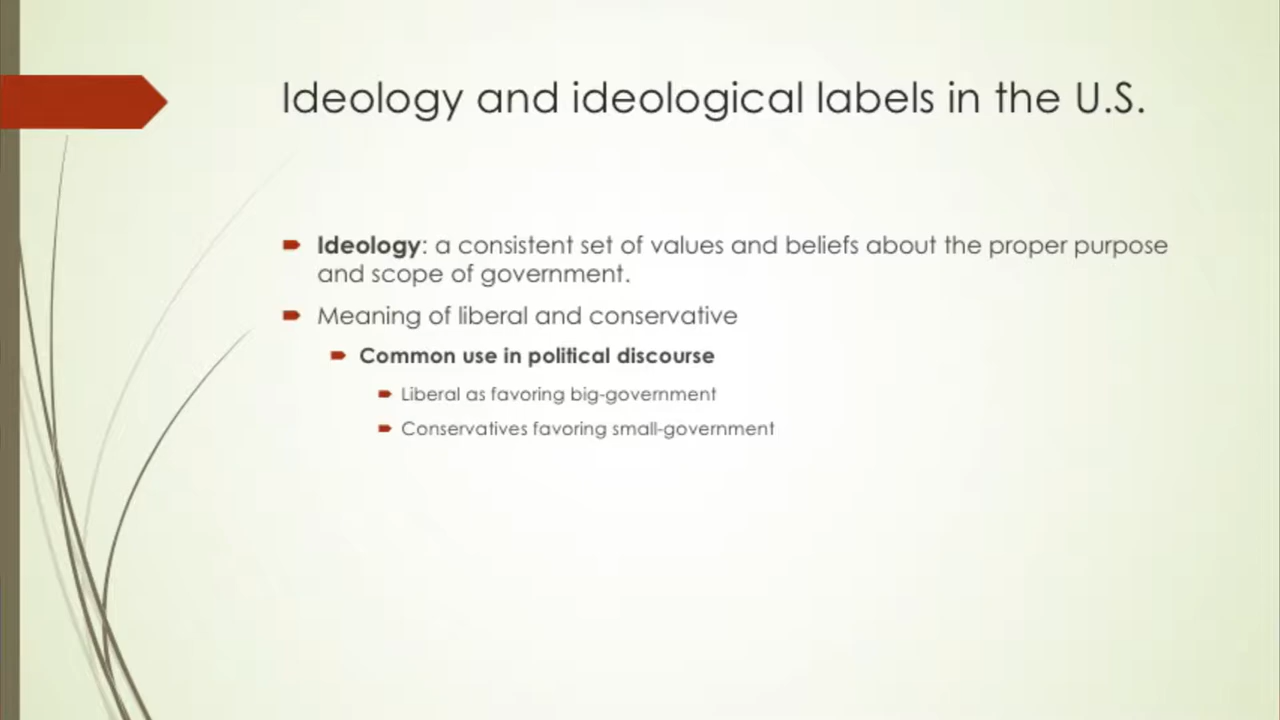 Ideology and ideological labels in the U.S.
Ideology: a consistent set of values and beliefs about the proper purpose
and scope of government.
Meaning of liberal and conservative
Common use in political discourse
Liberal as favoring big-government
Conservatives favoring small-government